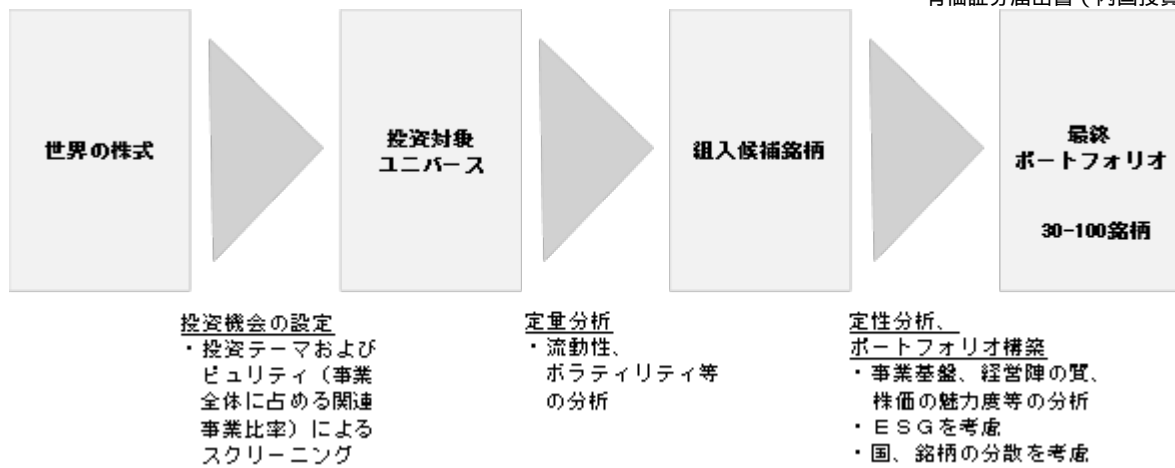 世界の株式
投資対象
ユニバース
組入候補銘柄
最終
ポートフォリオ
30-100銘柄
投資機会の設定
・投資テーマおよび
ピュリティ（事業
全体に占める関連
事業比率）による
スクリーニング
定量分析
・流動性、
ボラティリティ等
の分析
定性分析、
ポートフォリオ構築
・事業基盤、経営陣の質、
株価の魅力度等の分析
・ＥＳＧを考慮
・国、銘柄の分散を考慮